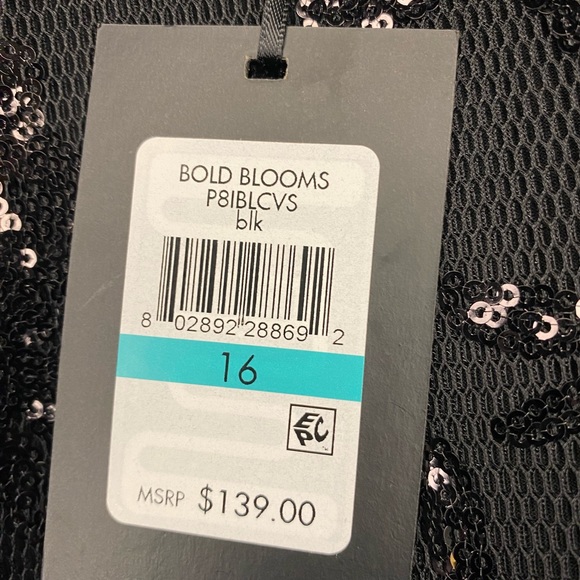 BOLD BLOOMS
P8IBLCVS
blk
8 02892 28869 2
16
EPC
MSRP $139.00